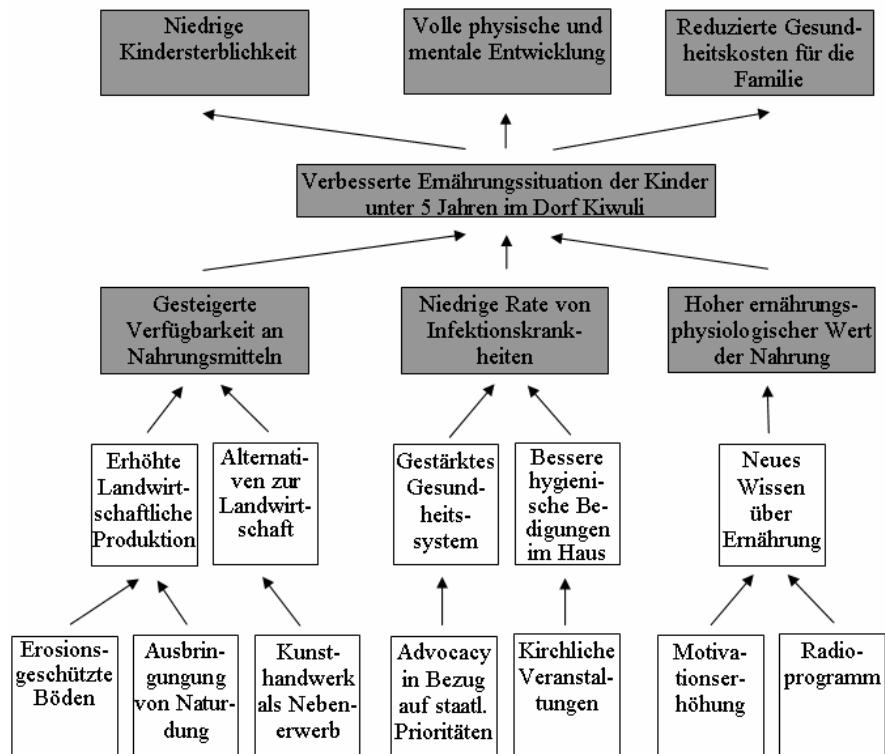 Niedrige
Kindersterblichkeit
Volle physische und
mentale Entwicklung
Reduzierte Gesund-
heitskosten für die
Familie
Verbesserte Ernährungssituation der Kinder
unter 5 Jahren im Dorf Kiwuli
Gesteigerte
Verfügbarkeit an
Nahrungsmitteln
Niedrige Rate von
Infektionskrank-
heiten
Hoher ernährungs-
physiologischer Wert
der Nahrung
Erhöhte
Landwirt-
schaftliche
Produktion
Alternati-
ven zur
Landwirt-
schaft
Gestärktes
Gesund-
heits-
system
Bessere
hygieni-
sche Be-
digungen
im Haus
Neues
Wissen
über
Ernährung
Erosions-
geschützte
Böden
Ausbrin-
gungung
von Natur-
dung
Kunst-
handwerk
als Neben-
erwerb
Advocacy
in Bezug
auf staatl.
Prioritäten
Kirchliche
Veranstal-
tungen
Motiva-
tionser-
höhung
Radio-
programm